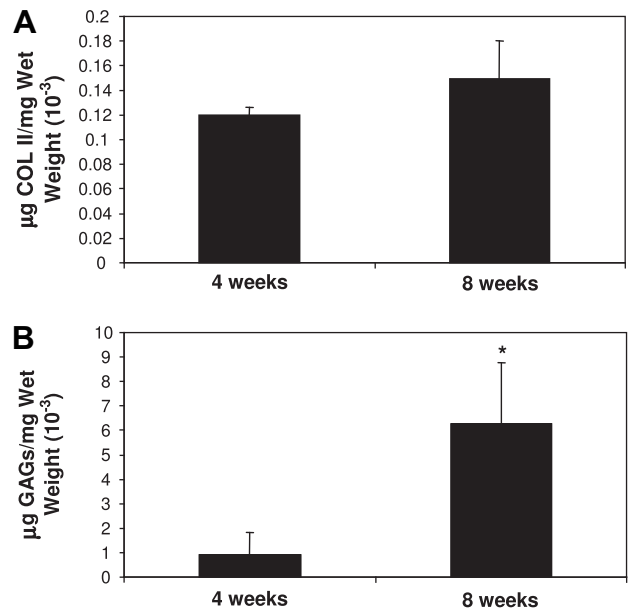 A
µg COL II/mg Wet
Weight (10-3)
0.2
0.18
0.16
0.14
0.12
0.1
0.08
0.06
0.04
0.02
0
4 weeks
8 weeks
B
µg GAGs/mg Wet
Weight (10-3)
10
9
8
7
6
5
4
3
2
1
0
*
4 weeks
8 weeks